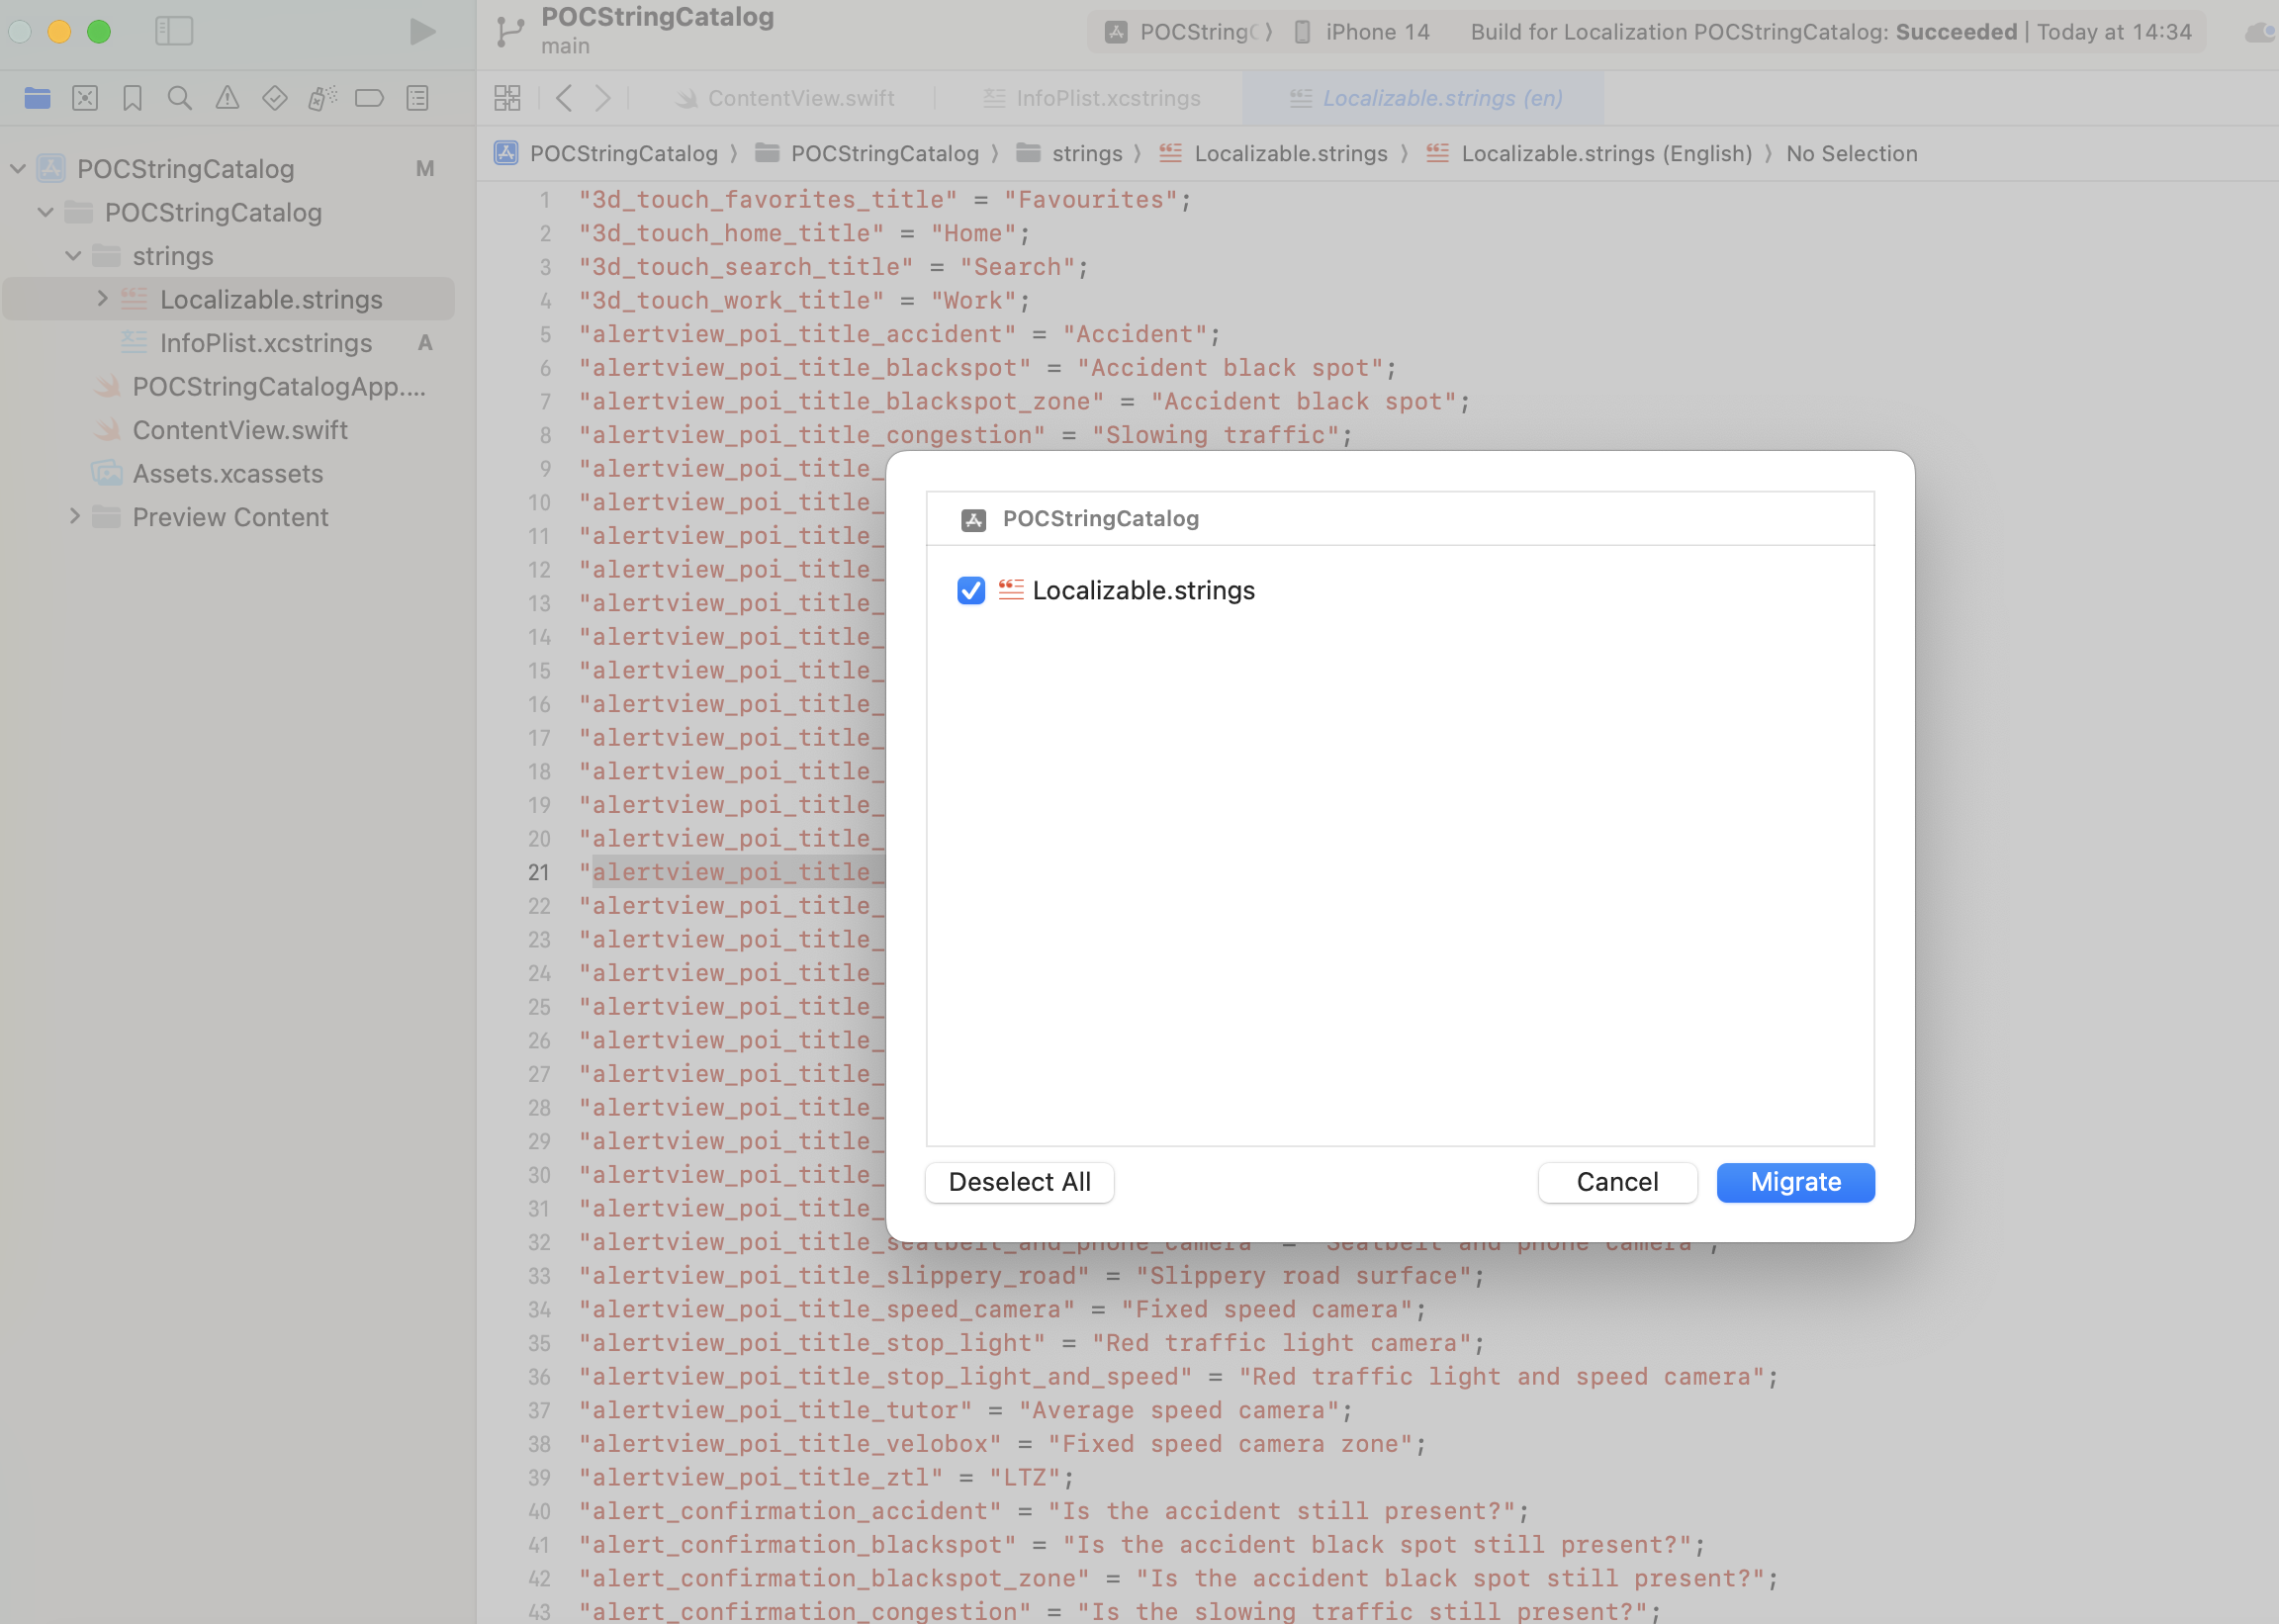 POCStringCatalog
main
POCStringC
iPhone 14
Build for Localization POCStringCatalog: Succeeded | Today at 14:34
ContentView.swift
InfoPlist.xcstrings
Localizable.strings (en)
POCStringCatalog
POCStringCatalog
strings
Localizable.strings
Localizable.strings (English)
No Selection
POCStringCatalog M
POCStringCatalog
strings
Localizable.strings
InfoPlist.xcstrings A
POCStringCatalogApp....
ContentView.swift
Assets.xcassets
Preview Content
1 "3d_touch_favorites_title" = "Favourites";
2 "3d_touch_home_title" = "Home";
3 "3d_touch_search_title" = "Search";
4 "3d_touch_work_title" = "Work";
5 "alertview_poi_title_accident" = "Accident";
6 "alertview_poi_title_blackspot" = "Accident black spot";
7 "alertview_poi_title_blackspot_zone" = "Accident black spot";
8 "alertview_poi_title_congestion" = "Slowing traffic";
9 "alertview_poi_title_
10 "alertview_poi_title_
11 "alertview_poi_title_
12 "alertview_poi_title_
13 "alertview_poi_title_
14 "alertview_poi_title_
15 "alertview_poi_title_
16 "alertview_poi_title_
17 "alertview_poi_title_
18 "alertview_poi_title_
19 "alertview_poi_title_
20 "alertview_poi_title_
21 "alertview_poi_title_
22 "alertview_poi_title_
23 "alertview_poi_title_
24 "alertview_poi_title_
25 "alertview_poi_title_
26 "alertview_poi_title_
27 "alertview_poi_title_
28 "alertview_poi_title_
29 "alertview_poi_title_
30 "alertview_poi_title_
31 "alertview_poi_title_
32 "alertview_poi_title_seatbelt_and_phone_camera" = "Seatbelt and phone camera";
33 "alertview_poi_title_slippery_road" = "Slippery road surface";
34 "alertview_poi_title_speed_camera" = "Fixed speed camera";
35 "alertview_poi_title_stop_light" = "Red traffic light camera";
36 "alertview_poi_title_stop_light_and_speed" = "Red traffic light and speed camera";
37 "alertview_poi_title_tutor" = "Average speed camera";
38 "alertview_poi_title_velobox" = "Fixed speed camera zone";
39 "alertview_poi_title_ztl" = "LTZ";
40 "alert_confirmation_accident" = "Is the accident still present?";
41 "alert_confirmation_blackspot" = "Is the accident black spot still present?";
42 "alert_confirmation_blackspot_zone" = "Is the accident black spot still present?";
43 "alert_confirmation_congestion" = "Is the slowing traffic still present?";
POCStringCatalog
Localizable.strings
Deselect All
Cancel
Migrate